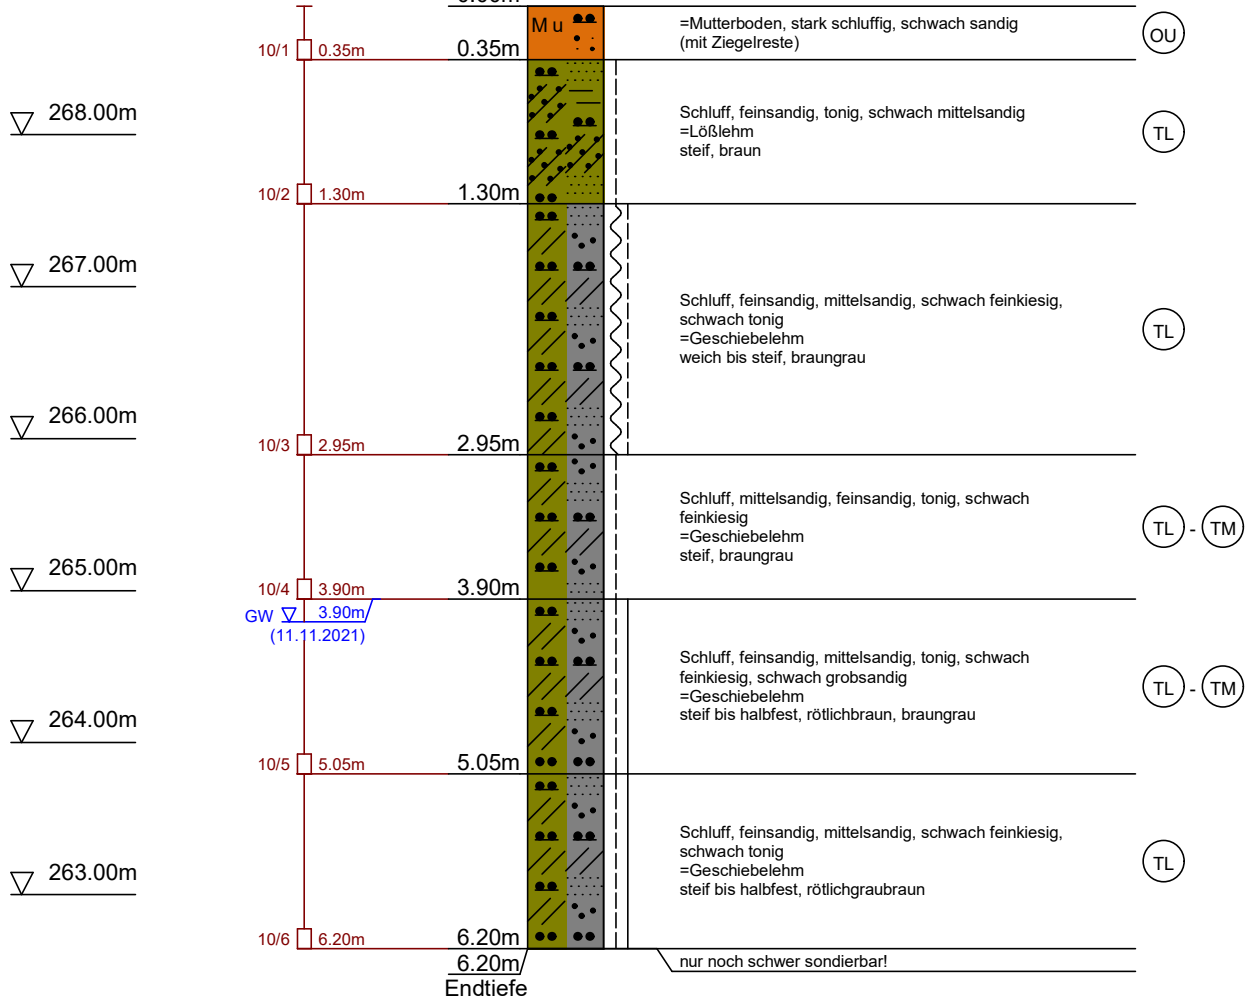 Mu
=Mutterboden, stark schluffig, schwach sandig
(mit Ziegelreste)
OU
10/1 0.35m
0.35m
268.00m
Schluff, feinsandig, tonig, schwach mittelsandig
=Lößlehm
steif, braun
TL
10/2 1.30m
1.30m
267.00m
Schluff, feinsandig, mittelsandig, schwach feinkiesig,
schwach tonig
=Geschiebelehm
weich bis steif, braungrau
TL
266.00m
10/3 2.95m
2.95m
Schluff, mittelsandig, feinsandig, tonig, schwach
feinkiesig
=Geschiebelehm
steif, braungrau
TL - TM
265.00m
10/4 3.90m
3.90m
GW 3.90m
(11.11.2021)
Schluff, feinsandig, mittelsandig, tonig, schwach
feinkiesig, schwach grobsandig
=Geschiebelehm
steif bis halbfest, rötlichbraun, braungrau
TL - TM
264.00m
10/5 5.05m
5.05m
Schluff, feinsandig, mittelsandig, schwach feinkiesig,
schwach tonig
=Geschiebelehm
steif bis halbfest, rötlichgraubraun
TL
263.00m
10/6 6.20m
6.20m
6.20m
Endtiefe
nur noch schwer sondierbar!